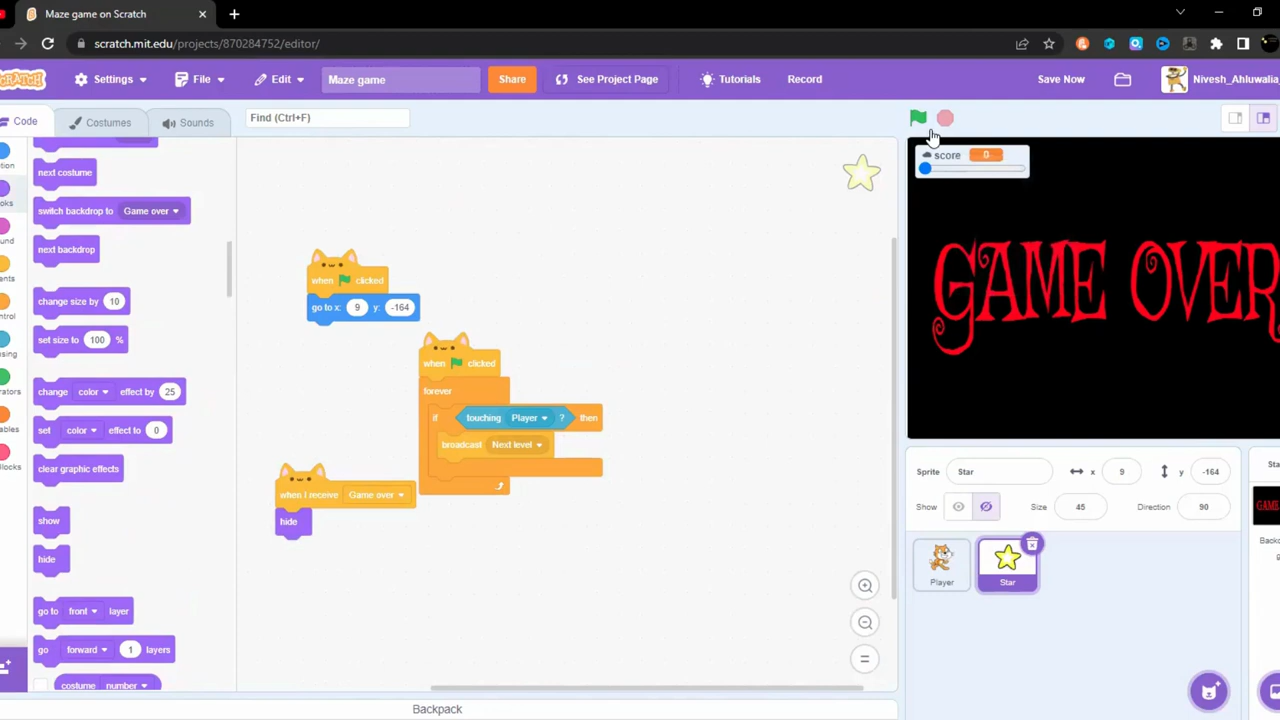 Maze game on Scratch
scratch.mit.edu/projects/870284752/editor/
SCRATCH Settings File Edit Maze game Share See Project Page Tutorials Record Save Now Nivesh_Ahluwalia
Code Costumes Sounds Find (Ctrl+F)
next costume
switch backdrop to Game over
next backdrop
change size by 10
set size to 100 %
change color effect by 25
set color effect to 0
clear graphic effects
show
hide
go to front layer
go forward 1 layers
costume number
when clicked
go to x: 9 y: -164
when clicked
forever
if touching Player ? then
broadcast Next level
when I receive Game over
hide
score 0
GAME OVER
Sprite Star x 9 y -164
Show Size 45 Direction 90
Player
Star
GAME
Backpack